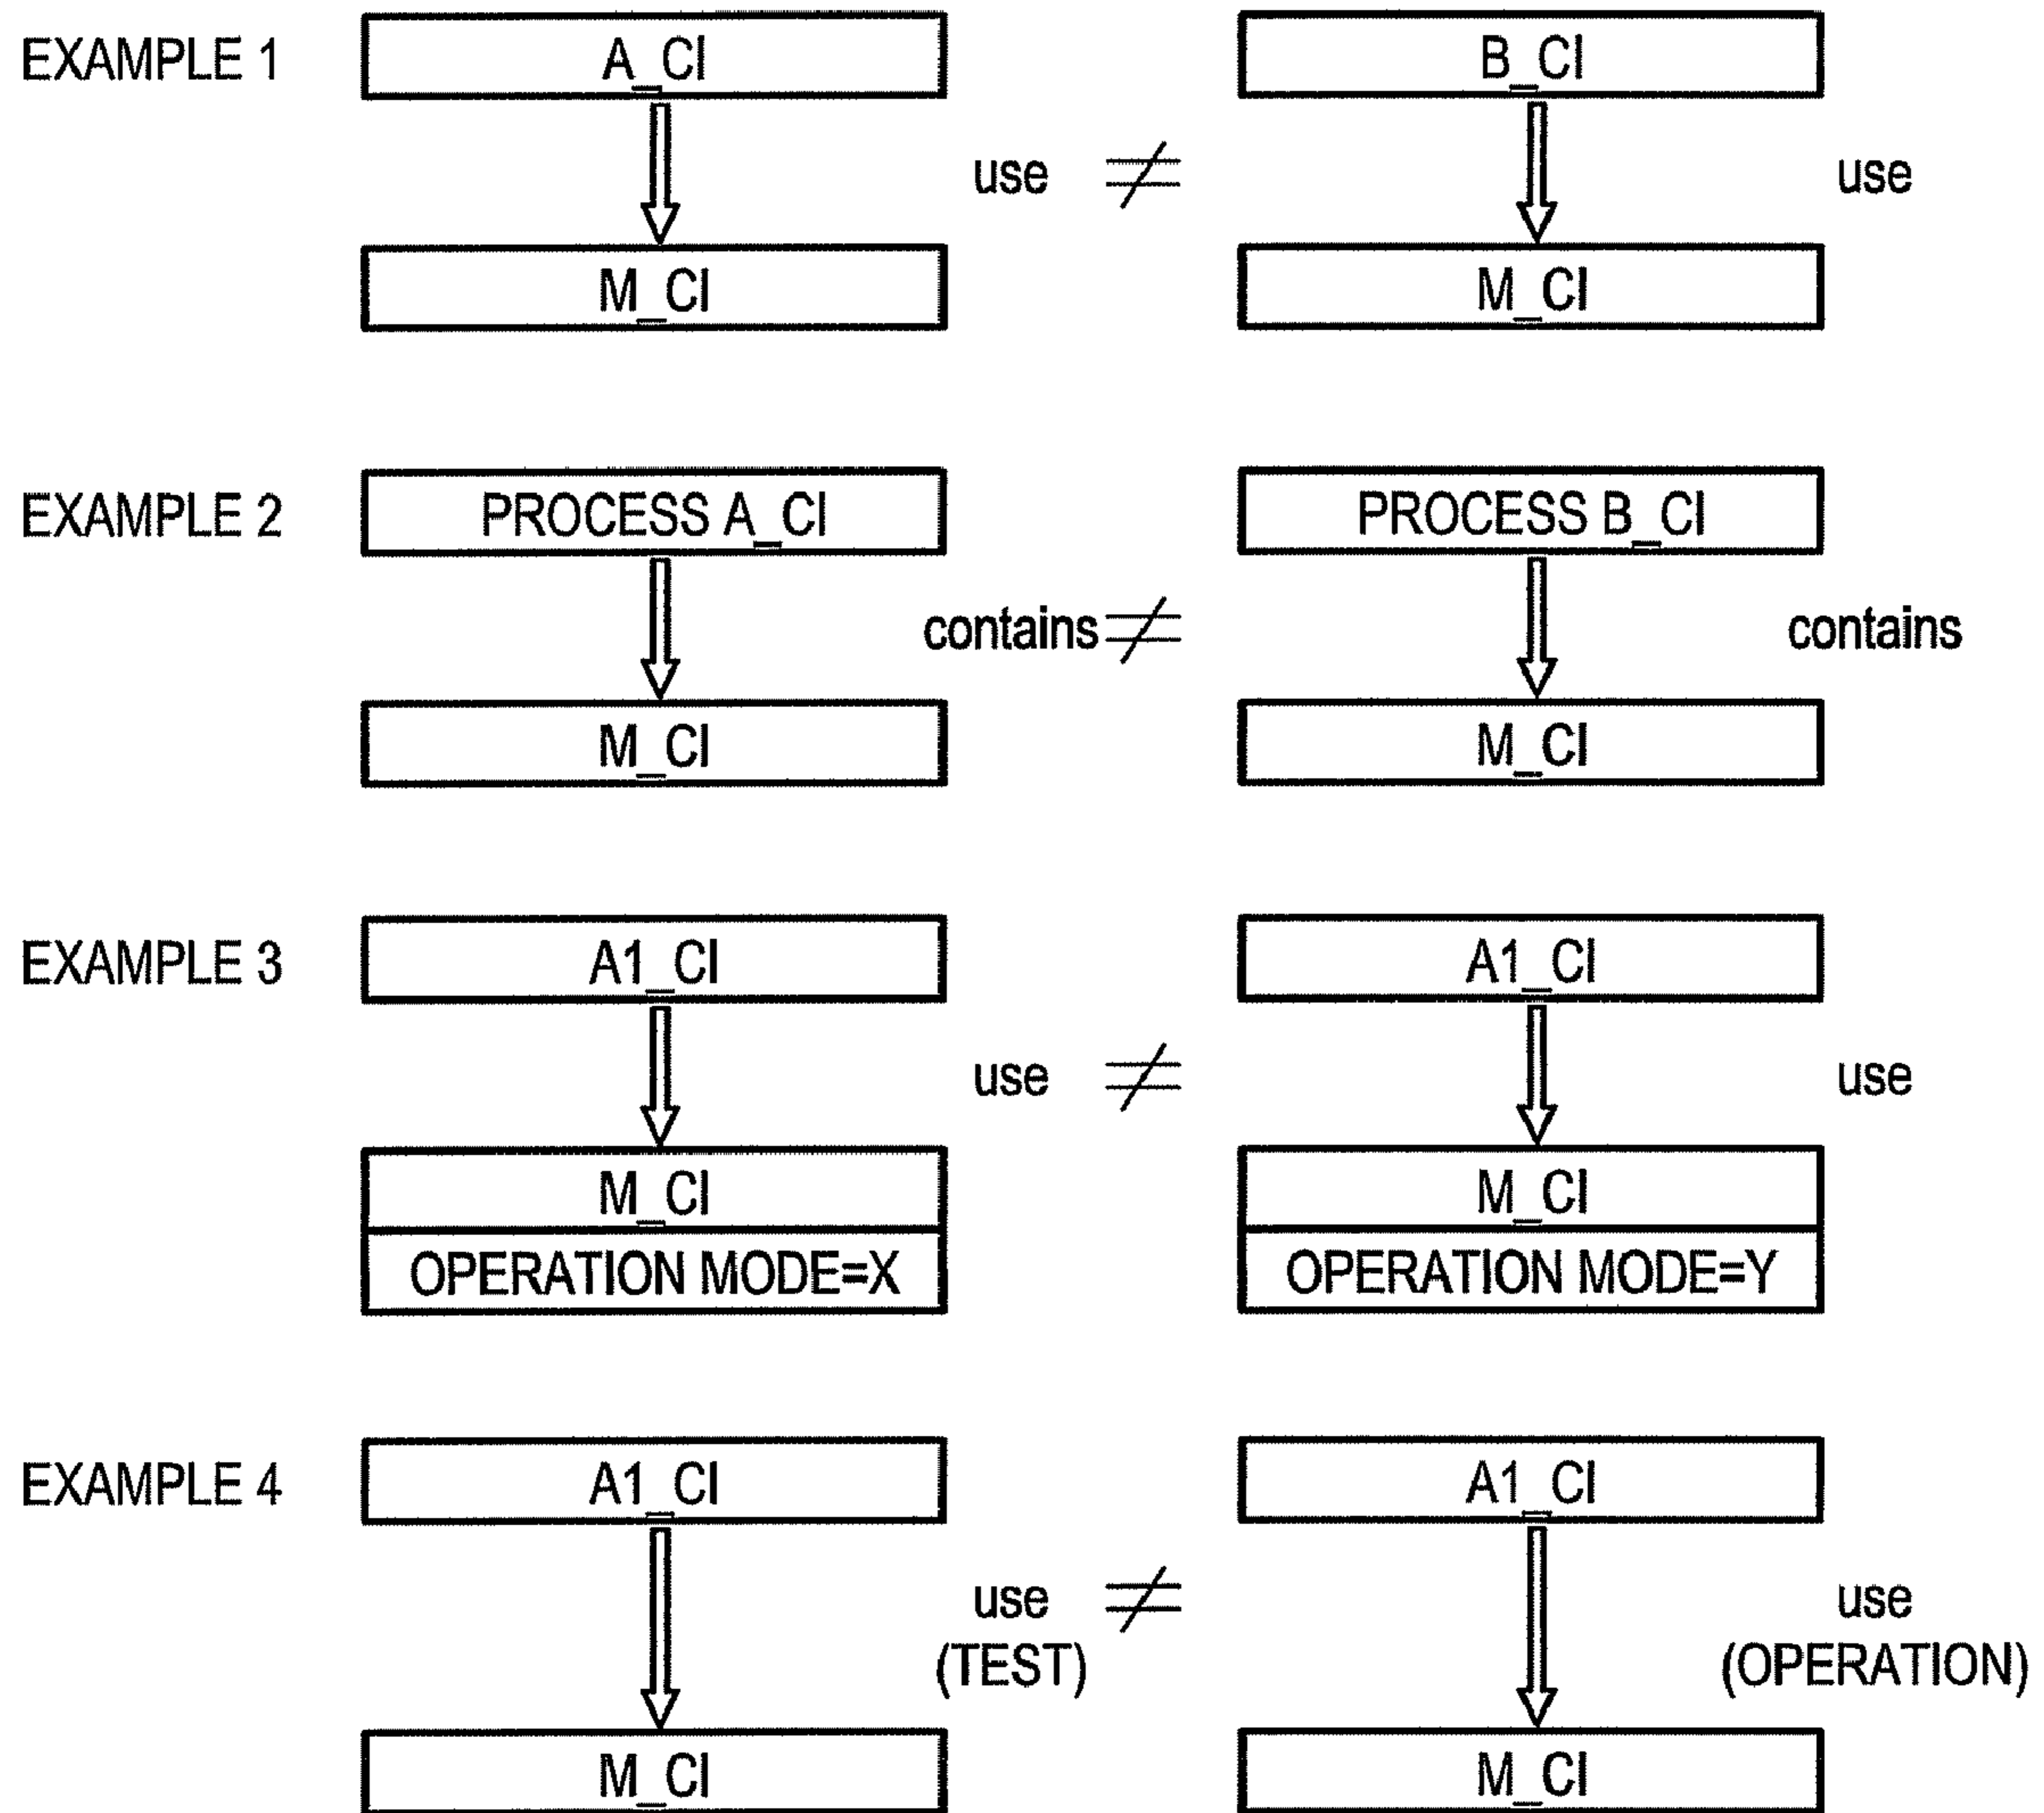 EXAMPLE 1
A_CI
B_CI
use ≠ use
M_CI
M_CI
EXAMPLE 2
PROCESS A_CI
PROCESS B_CI
contains ≠ contains
M_CI
M_CI
EXAMPLE 3
A1_CI
A1_CI
use ≠ use
M_CI
M_CI
OPERATION MODE=X
OPERATION MODE=Y
EXAMPLE 4
A1_CI
A1_CI
use ≠ use
(TEST)
(OPERATION)
M_CI
M_CI